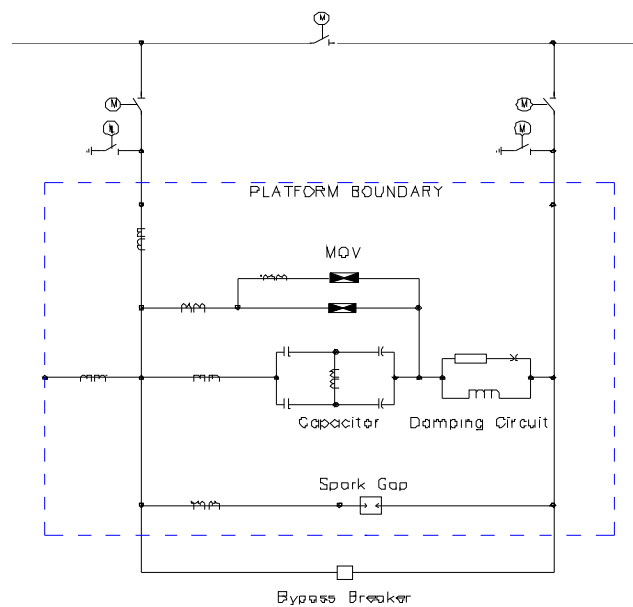 M
M
M
M
M
PLATFORM BOUNDARY
MOV
Capacitor
Damping Circuit
Spark Gap
Bypass Breaker